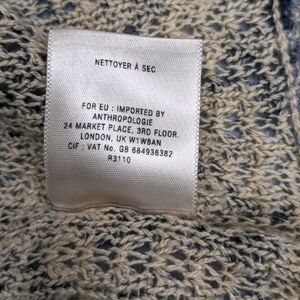 NETTOYER À SEC
FOR EU : IMPORTED BY
ANTHROPOLOGIE
24 MARKET PLACE, 3RD FLOOR.
LONDON, UK W1W8AN
CIF : VAT No. GB 684936382
R3110